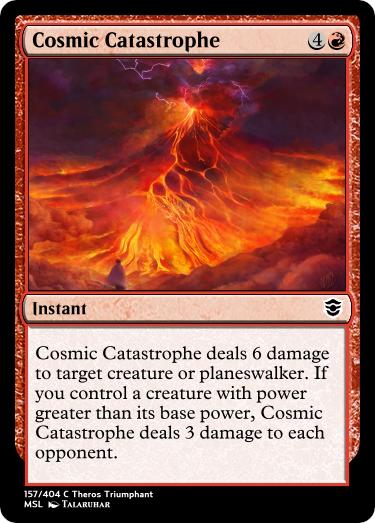 Cosmic Catastrophe 4
Instant
Cosmic Catastrophe deals 6 damage
to target creature or planeswalker. If
you control a creature with power
greater than its base power, Cosmic
Catastrophe deals 3 damage to each
opponent.
157/404 C Theros Triumphant
MSL Talaruhar